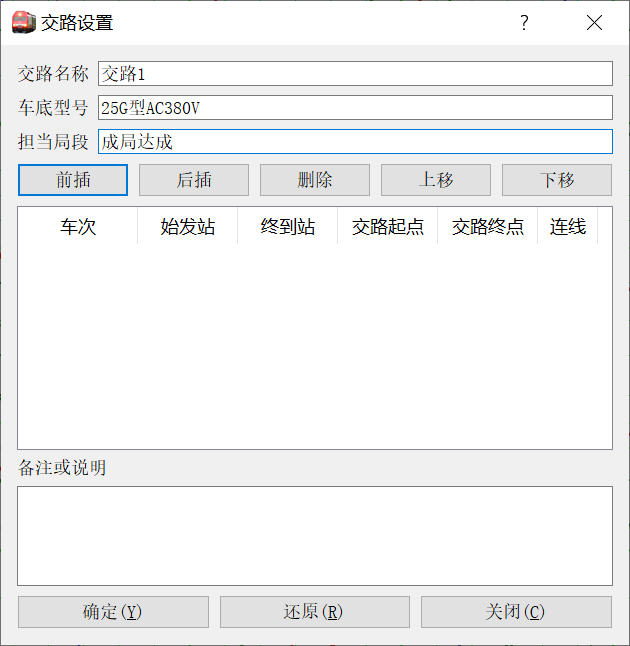 交路设置
交路名称 交路1
车底型号 25G型AC380V
担当局段 成局达成
前插 后插 删除 上移 下移
车次 始发站 终到站 交路起点 交路终点 连线
备注或说明
确定(Y) 还原(R) 关闭(C)